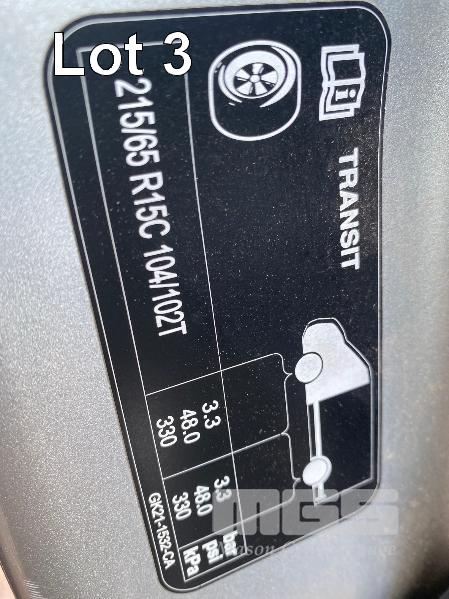 Lot 3
TRANSIT
215/65 R15C 104/102T
3.3 3.3 bar
48.0 48.0 psi
330 330 kPa
GK21-1532-CA
MGS